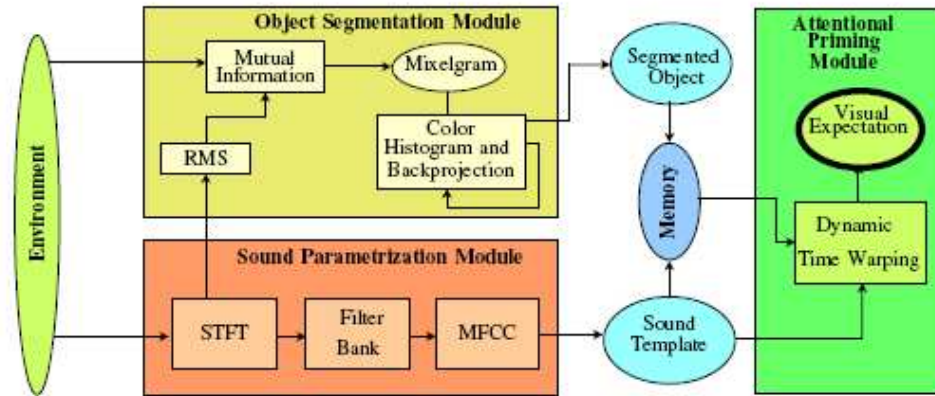 Object Segmentation Module
Mutual
Information
Mixelgram
RMS
Color
Histogram and
Backprojection
Segmented
Object
Attentional
Priming
Module
Visual
Expectation
Environment
Memory
Dynamic
Time Warping
Sound Parametrization Module
STFT
Filter
Bank
MFCC
Sound
Template